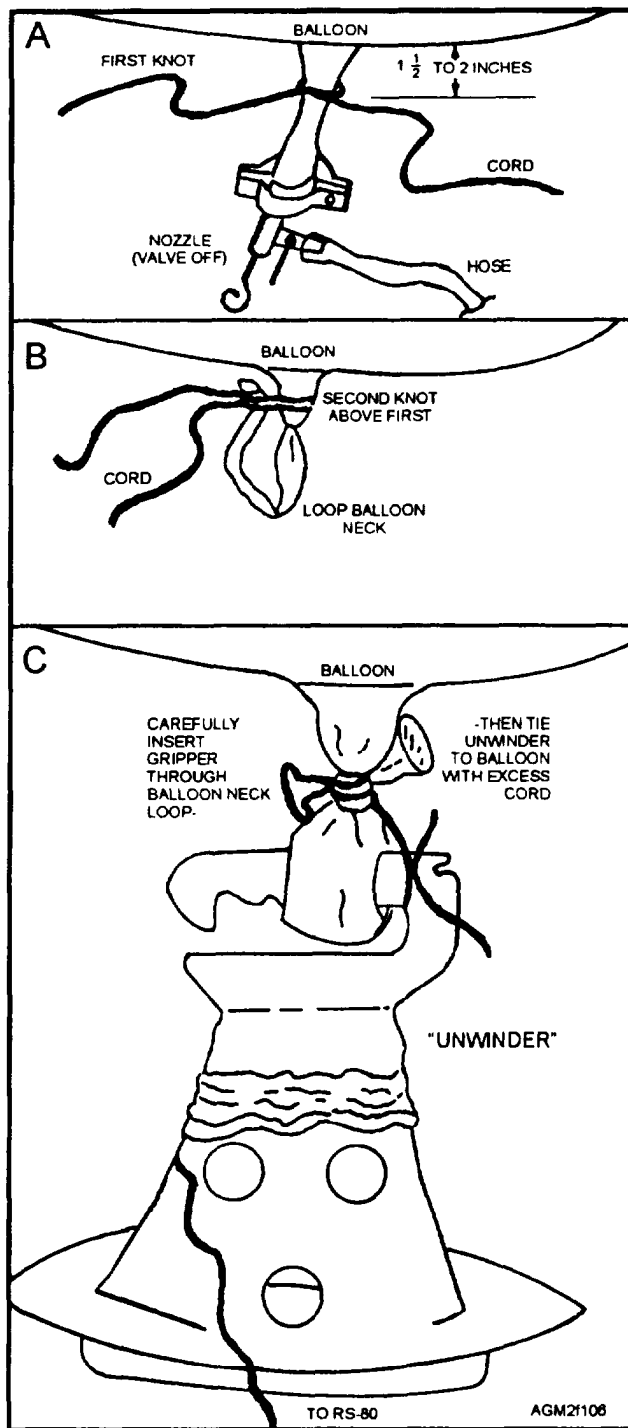 A
BALLOON
FIRST KNOT
1 1/2 TO 2 INCHES
CORD
NOZZLE
(VALVE OFF)
HOSE
B
BALLOON
SECOND KNOT
ABOVE FIRST
CORD
LOOP BALLOON
NECK
C
BALLOON
CAREFULLY
INSERT
GRIPPER
THROUGH
BALLOON NECK
LOOP-
-THEN TIE
UNWINDER
TO BALLOON
WITH EXCESS
CORD
"UNWINDER"
TO RS-80
AGM2f106